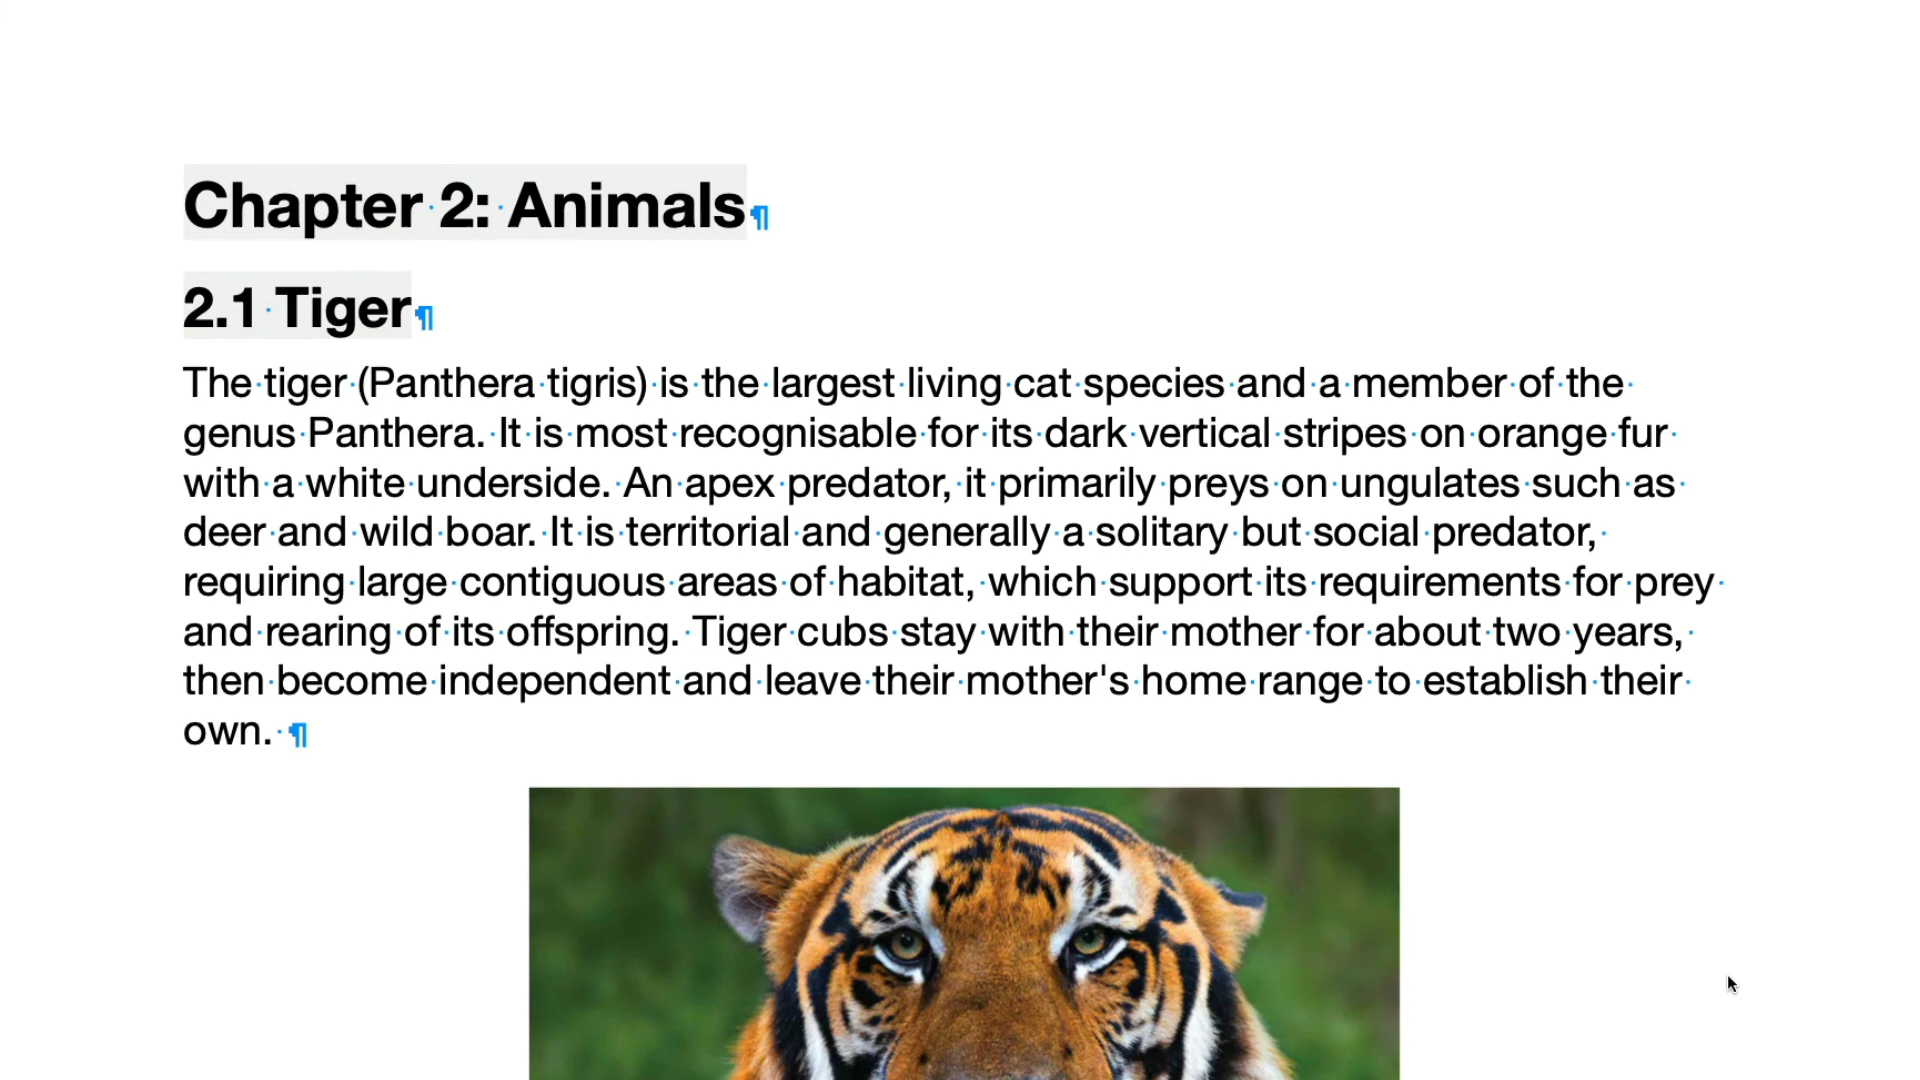 Chapter 2: Animals¶
2.1 Tiger¶
The tiger (Panthera tigris) is the largest living cat species and a member of the
genus Panthera. It is most recognisable for its dark vertical stripes on orange fur
with a white underside. An apex predator, it primarily preys on ungulates such as
deer and wild boar. It is territorial and generally a solitary but social predator,
requiring large contiguous areas of habitat, which support its requirements for prey
and rearing of its offspring. Tiger cubs stay with their mother for about two years,
then become independent and leave their mother's home range to establish their
own. ¶